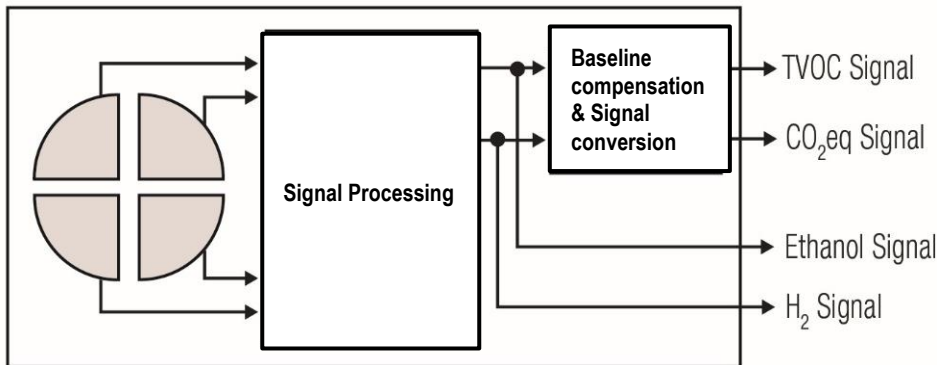 Signal Processing
Baseline
compensation
& Signal
conversion
TVOC Signal
CO₂eq Signal
Ethanol Signal
H₂ Signal